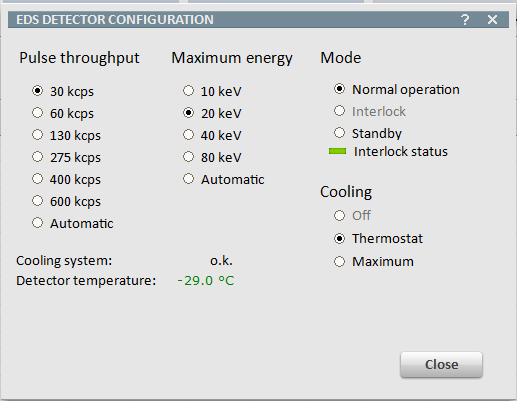 EDS DETECTOR CONFIGURATION ? ×
Pulse throughput
30 kcps
60 kcps
130 kcps
275 kcps
400 kcps
600 kcps
Automatic
Maximum energy
10 keV
20 keV
40 keV
80 keV
Automatic
Mode
Normal operation
Interlock
Standby
Interlock status
Cooling
Off
Thermostat
Maximum
Cooling system: o.k.
Detector temperature: -29.0 °C
Close